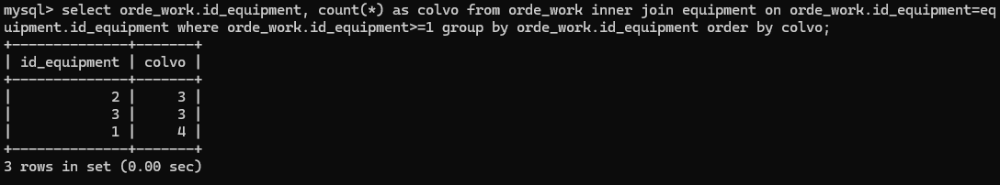 mysql> select orde_work.id_equipment, count(*) as colvo from orde_work inner join equipment on orde_work.id_equipment=eq
uipment.id_equipment where orde_work.id_equipment>=1 group by orde_work.id_equipment order by colvo;
+--------------+-------+
| id_equipment | colvo |
+--------------+-------+
|            2 |     3 |
|            3 |     3 |
|            1 |     4 |
+--------------+-------+
3 rows in set (0.00 sec)